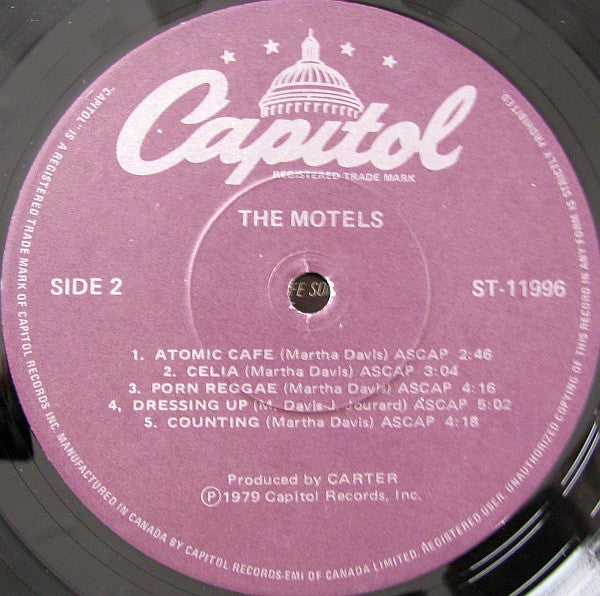 Capitol
REGISTERED TRADE MARK
THE MOTELS
SIDE 2
ST-11996
FE SO
1. ATOMIC CAFE (Martha Davis) ASCAP 2:46
2. CELIA (Martha Davis) ASCAP 3:04
3. PORN REGGAE (Martha Davis) ASCAP 4:16
4, DRESSING UP (M. Davis-J. Jourard) ASCAP 5:02
5. COUNTING (Martha Davis) ASCAP 4:18
Produced by CARTER
Ⓟ1979 Capitol Records, Inc.
"CAPITOL" IS A REGISTERED TRADE MARK OF CAPITOL RECORDS INC. MANUFACTURED IN CANADA BY CAPITOL RECORDS-EMI OF CANADA LIMITED. REGISTERED USER. UNAUTHORIZED COPYING OF THIS RECORD IN ANY FORM IS STRICTLY PROHIBITED